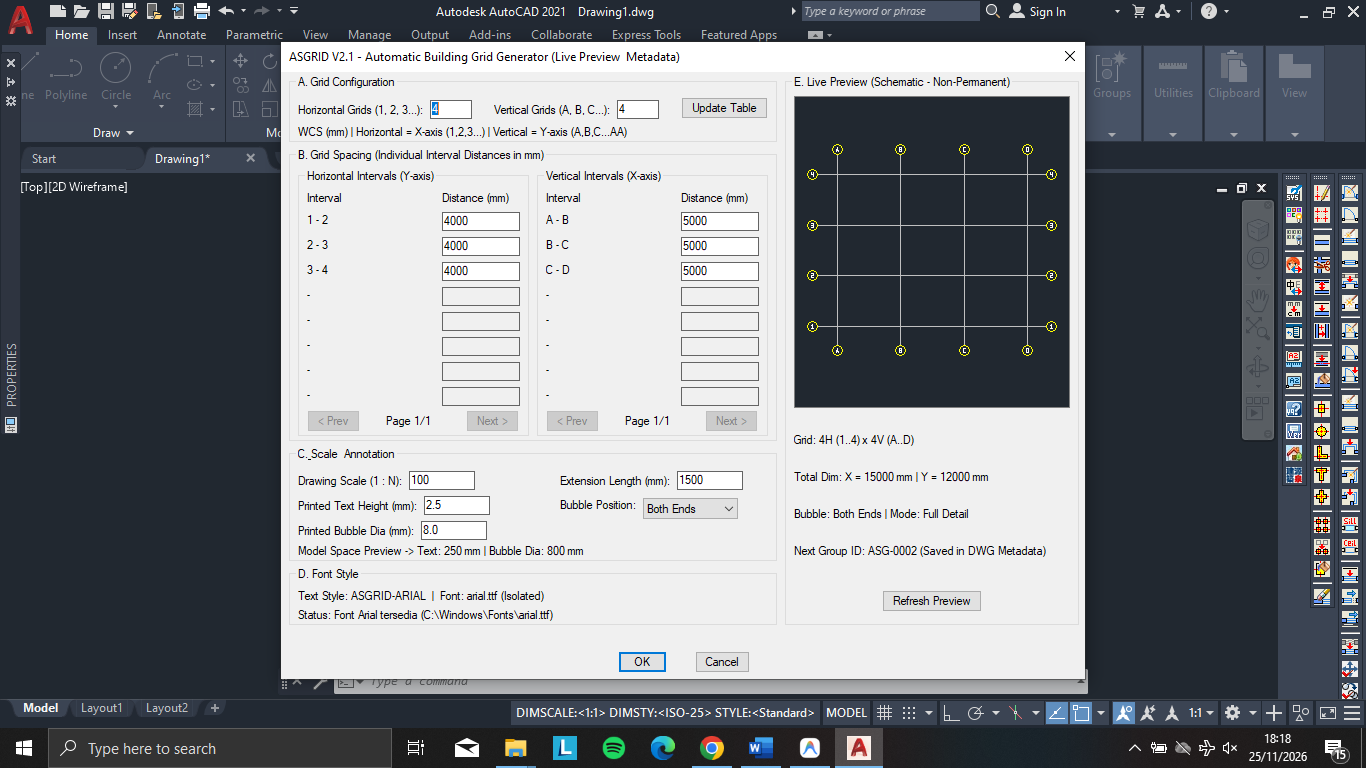 Autodesk AutoCAD 2021 Drawing1.dwg
Type a keyword or phrase
Sign In
Home Insert Annotate Parametric View Manage Output Add-ins Collaborate Express Tools Featured Apps
Polyline Circle Arc
Draw
Groups Utilities Clipboard View
Start Drawing1*
[Top][2D Wireframe]
PROPERTIES
ASGRID V2.1 - Automatic Building Grid Generator (Live Preview Metadata)
A. Grid Configuration
Horizontal Grids (1, 2, 3...): 4 Vertical Grids (A, B, C...): 4 Update Table
WCS (mm) | Horizontal = X-axis (1,2,3...) | Vertical = Y-axis (A,B,C...AA)
B. Grid Spacing (Individual Interval Distances in mm)
Horizontal Intervals (Y-axis) Vertical Intervals (X-axis)
Interval Distance (mm) Interval Distance (mm)
1 - 2 4000 A - B 5000
2 - 3 4000 B - C 5000
3 - 4 4000 C - D 5000
- -
- -
- -
- -
- -
< Prev Page 1/1 Next > < Prev Page 1/1 Next >
C._Scale Annotation
Drawing Scale (1 : N): 100 Extension Length (mm): 1500
Printed Text Height (mm): 2.5 Bubble Position: Both Ends
Printed Bubble Dia (mm): 8.0
Model Space Preview -> Text: 250 mm | Bubble Dia: 800 mm
D. Font Style
Text Style: ASGRID-ARIAL | Font: arial.ttf (Isolated)
Status: Font Arial tersedia (C:\Windows\Fonts\arial.ttf)
E. Live Preview (Schematic - Non-Permanent)
A B C D
4 4
3 3
2 2
1 1
A B C D
Grid: 4H (1..4) x 4V (A..D)
Total Dim: X = 15000 mm | Y = 12000 mm
Bubble: Both Ends | Mode: Full Detail
Next Group ID: ASG-0002 (Saved in DWG Metadata)
Refresh Preview
OK Cancel
Type a command
Model Layout1 Layout2 +
DIMSCALE:<1:1> DIMSTY:<ISO-25> STYLE:<Standard> MODEL 1:1
Type here to search
18:18
25/11/2026
15